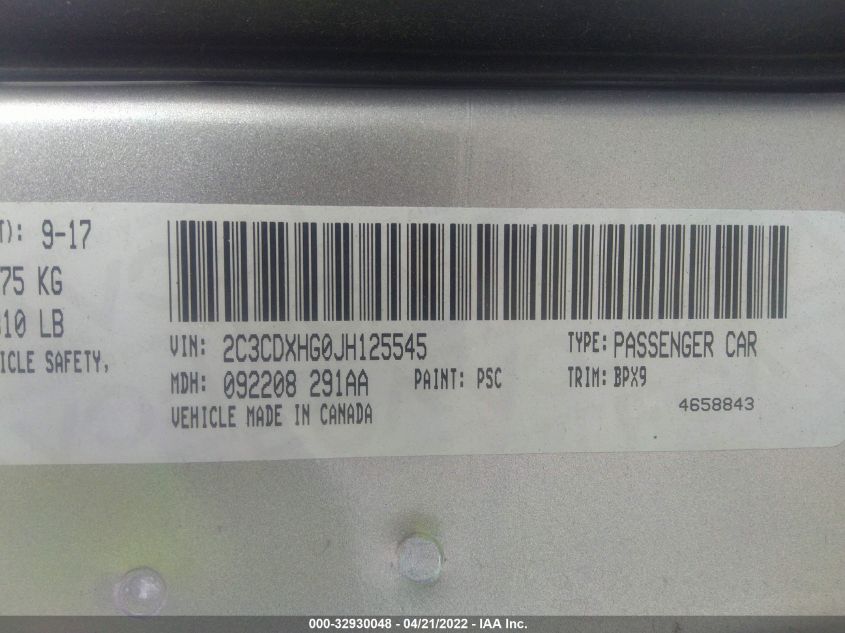 T): 9-17
75 KG
10 LB
ICLE SAFETY,
VIN: 2C3CDXHG0JH125545 TYPE: PASSENGER CAR
MDH: 092208 291AA PAINT: PSC TRIM: BPX9
VEHICLE MADE IN CANADA 4658843
000-32930048 - 04/21/2022 - IAA Inc.